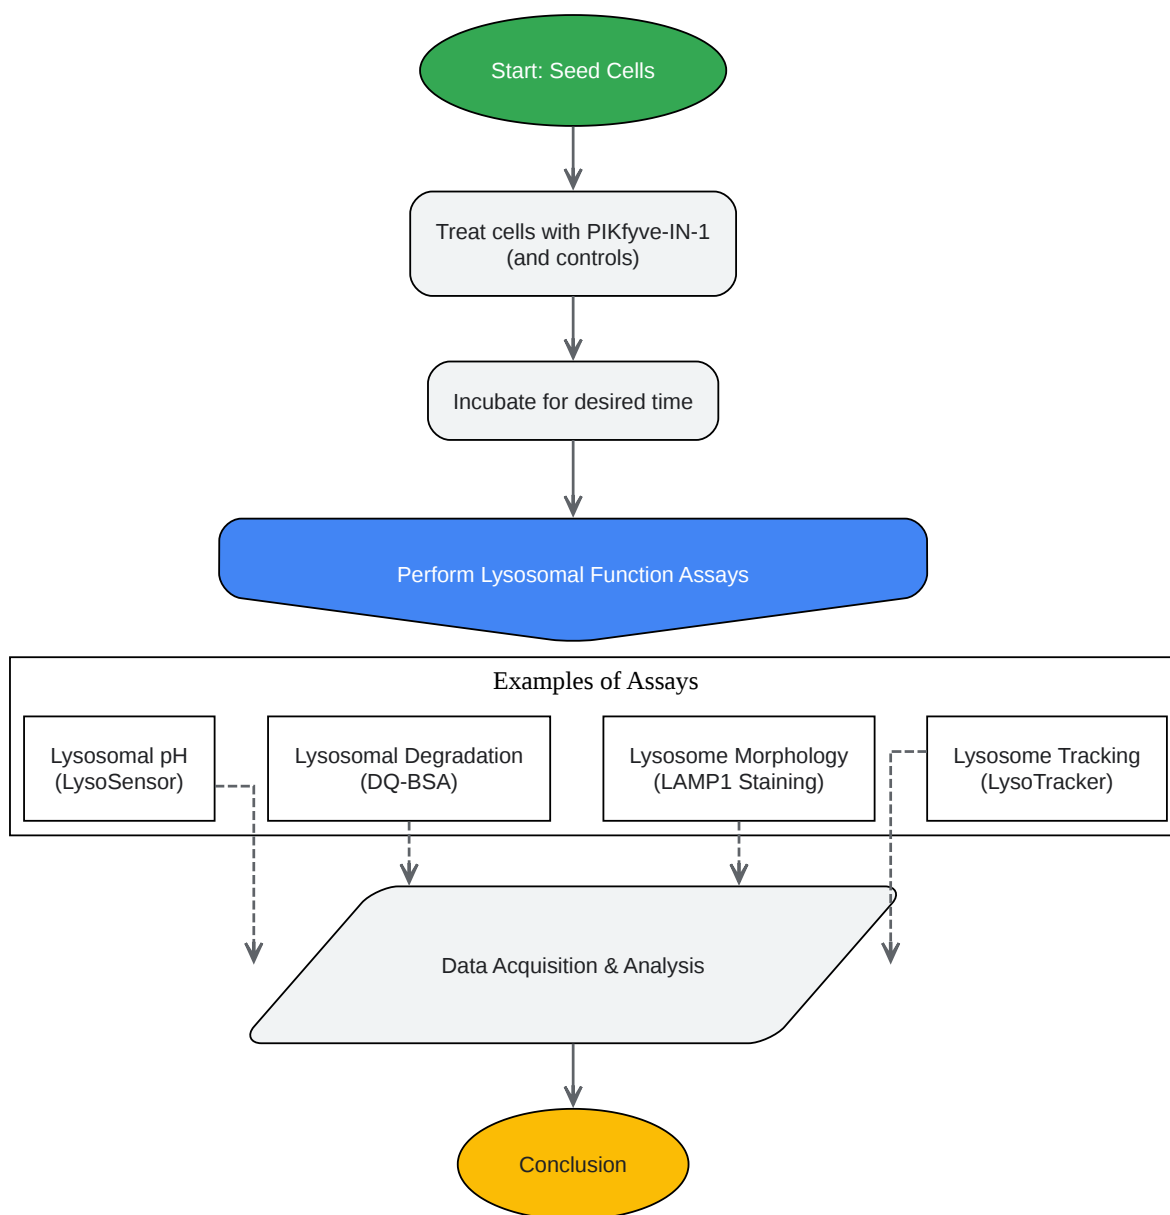 Start: Seed Cells
Treat cells with PIKfyve-IN-1
(and controls)
Incubate for desired time
Perform Lysosomal Function Assays
Examples of Assays
Lysosomal pH
(LysoSensor)
Lysosomal Degradation
(DQ-BSA)
Lysosome Morphology
(LAMP1 Staining)
Lysosome Tracking
(LysoTracker)
Data Acquisition & Analysis
Conclusion